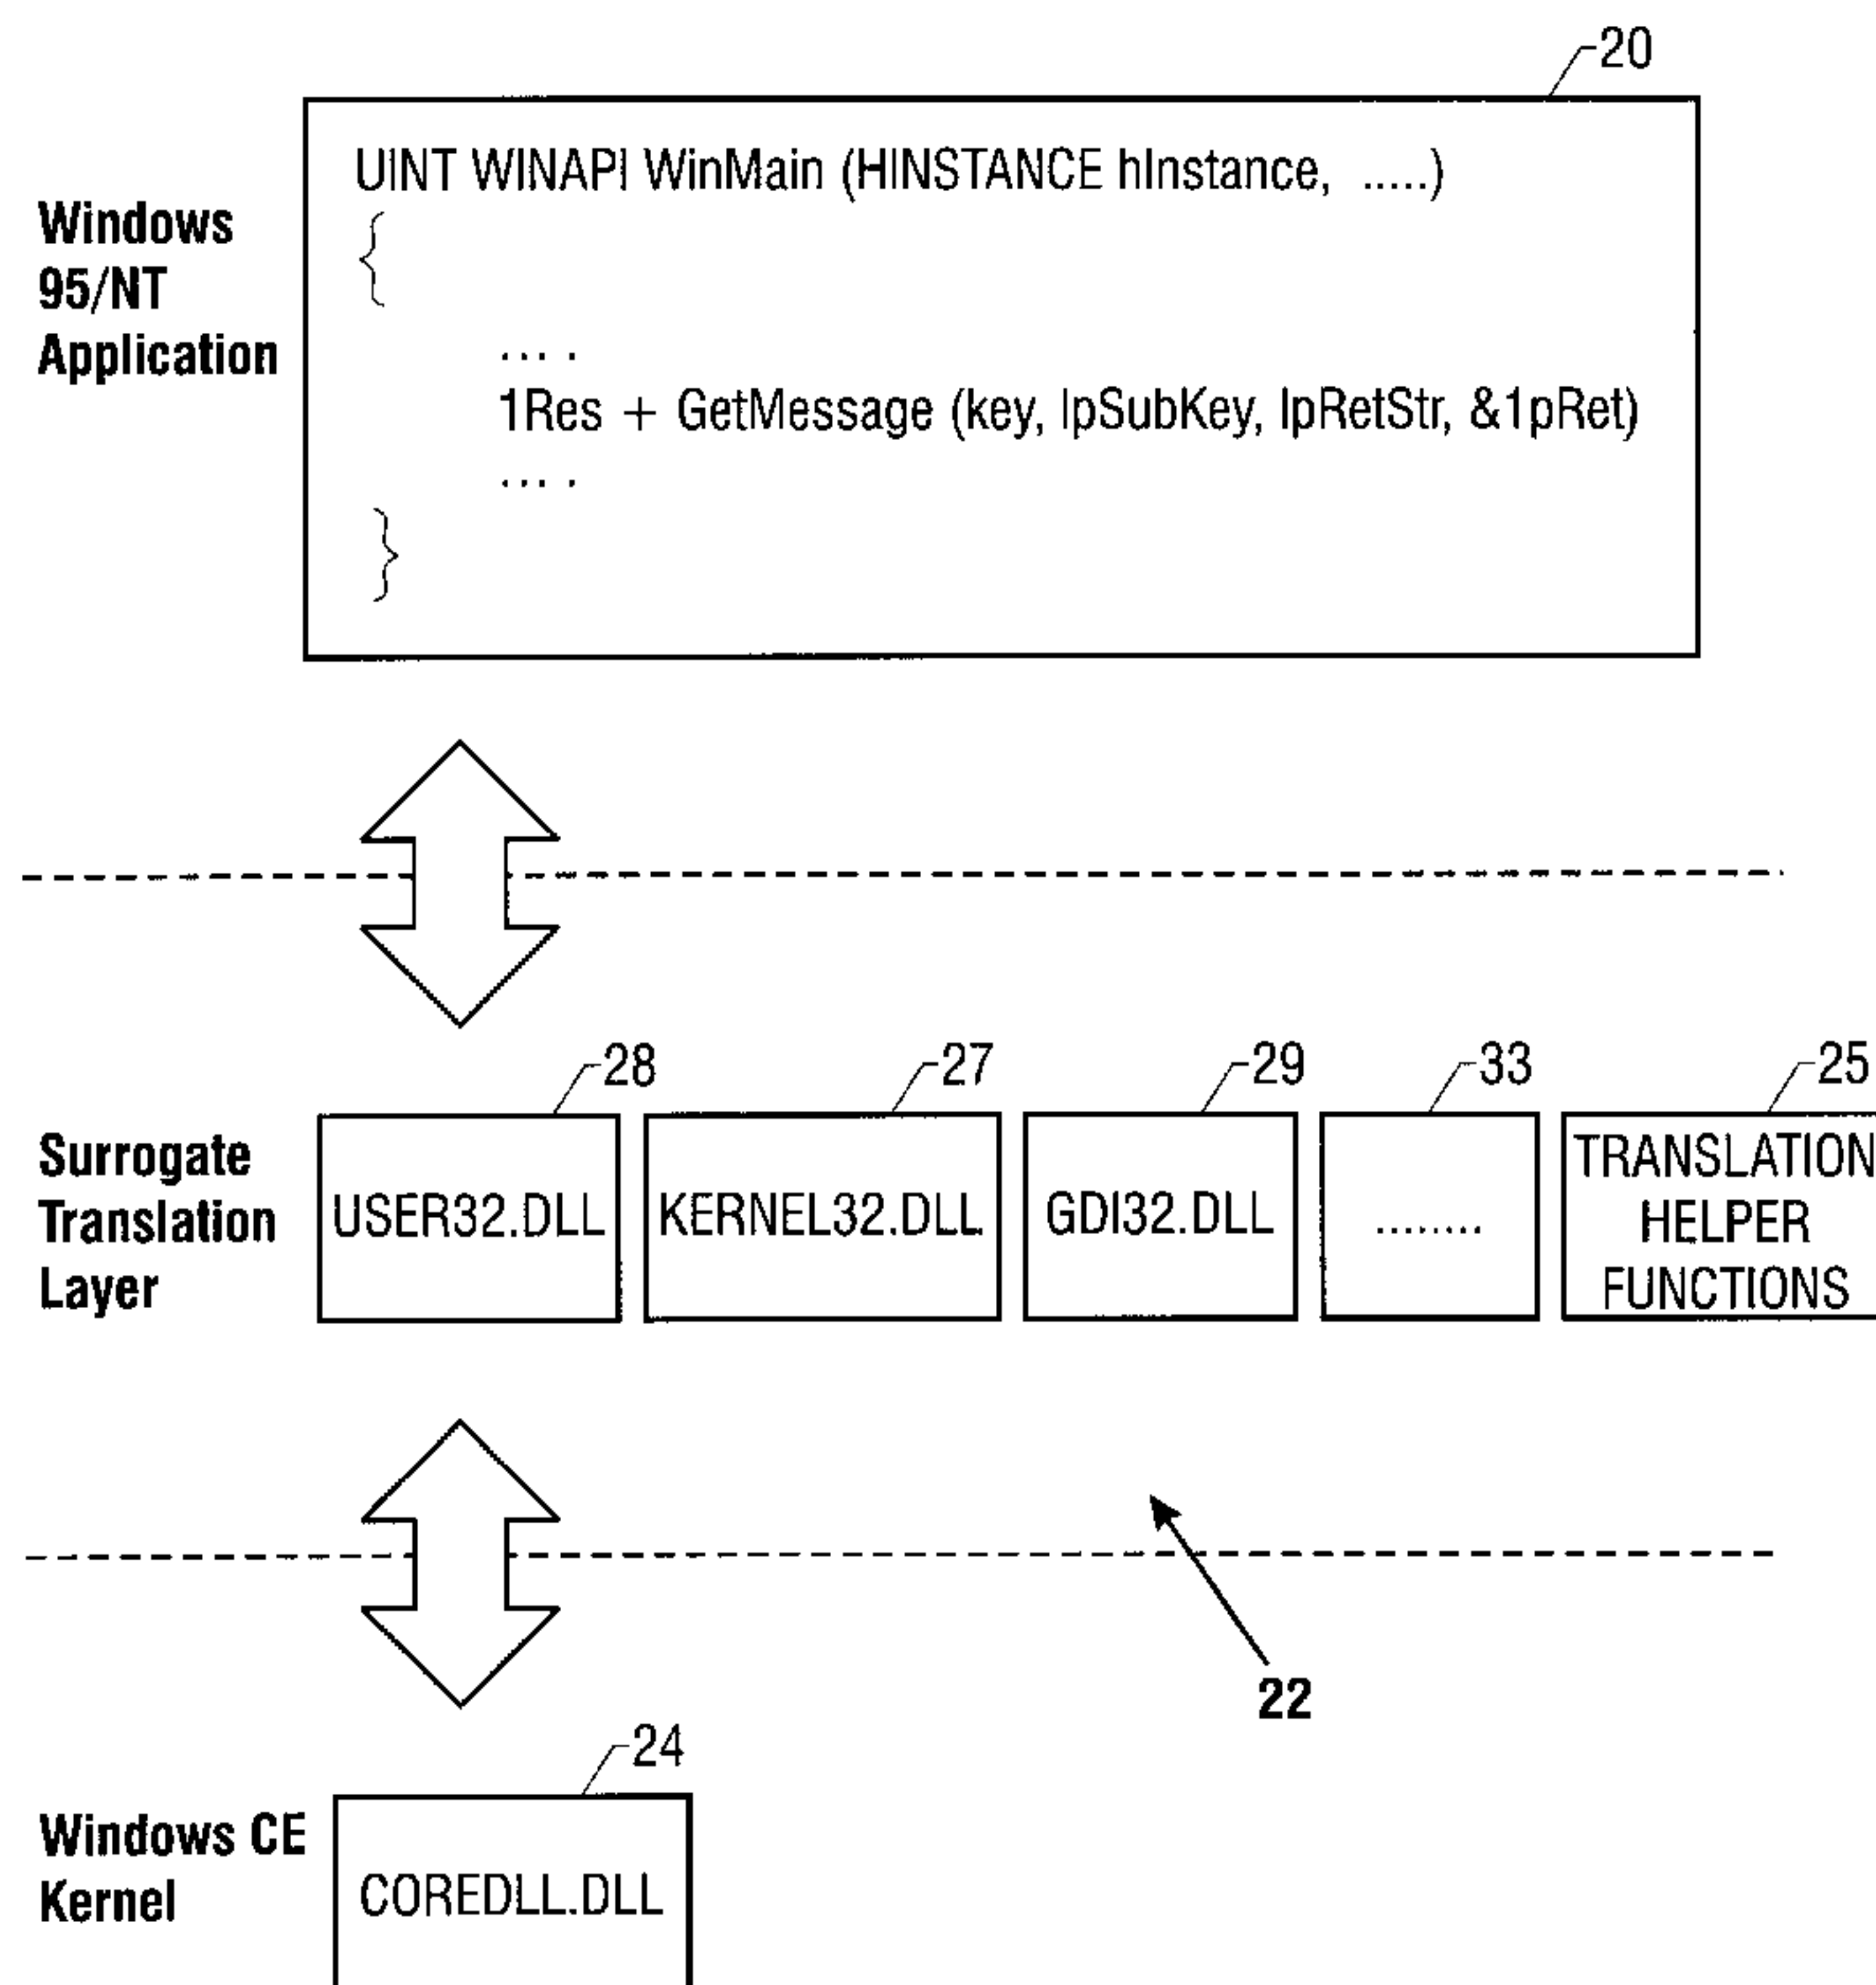 20
UINT WINAPI WinMain (HINSTANCE hInstance, .....)
{
Windows
95/NT
Application
....
1Res + GetMessage (key, lpSubKey, lpRetStr, &1pRet)
....
}
28
27
29
33
25
Surrogate
Translation
Layer
USER32.DLL
KERNEL32.DLL
GDI32.DLL
........
TRANSLATION
HELPER
FUNCTIONS
22
24
Windows CE
Kernel
COREDLL.DLL